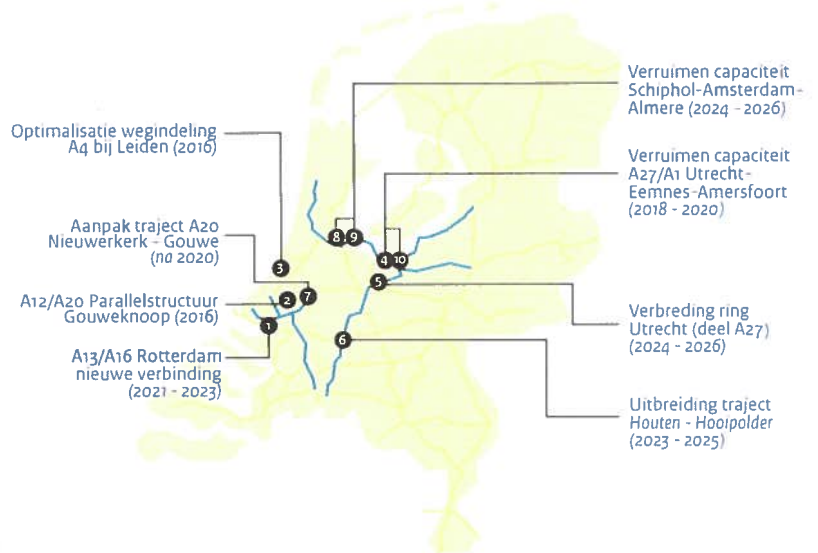 Optimalisatie wegindeling
A4 bij Leiden (2016)
Aanpak traject A20
Nieuwerkerk - Gouwe
(na 2020)
A12/A20 Parallelstructuur
Gouweknoop (2016)
A13/A16 Rotterdam
nieuwe verbinding
(2021 - 2023)
8 9
4 10
3
5
2 7
1
6
Verruimen capaciteit
Schiphol-Amsterdam-
Almere (2024 - 2026)
Verruimen capaciteit
A27/A1 Utrecht-
Eemnes-Amersfoort
(2018 - 2020)
Verbreding ring
Utrecht (deel A27)
(2024 - 2026)
Uitbreiding traject
Houten - Hooipolder
(2023 - 2025)